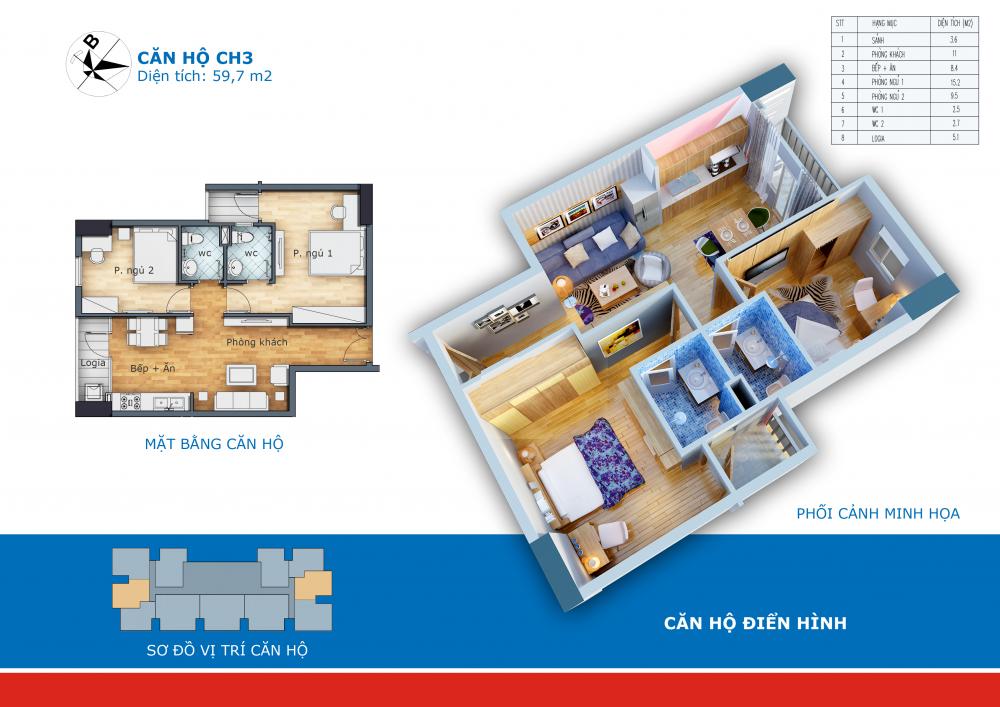 B
CĂN HỘ CH3
Diện tích: 59,7 m2
STT HẠNG MỤC DIỆN TÍCH (M2)
1 SẢNH 3.6
2 PHÒNG KHÁCH 11
3 BẾP + ĂN 8.4
4 PHÒNG NGỦ 1 15.2
5 PHÒNG NGỦ 2 9.5
6 WC 1 2.5
7 WC 2 2.7
8 LOGIA 5.1
P. ngủ 2
WC
WC
P. ngủ 1
Phòng khách
Logia
Bếp + Ăn
MẶT BẰNG CĂN HỘ
PHỐI CẢNH MINH HỌA
CĂN HỘ ĐIỂN HÌNH
SƠ ĐỒ VỊ TRÍ CĂN HỘ